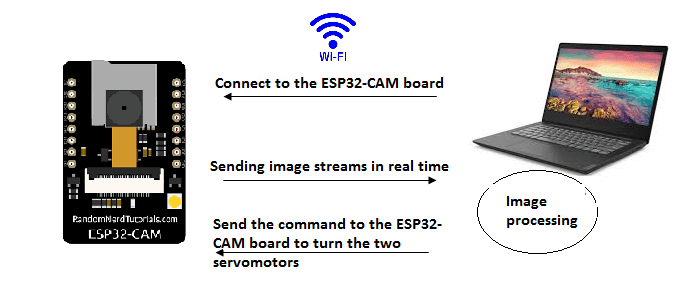 WI-FI
Connect to the ESP32-CAM board
Sending image streams in real time
Image
processing
Send the command to the ESP32-
CAM board to turn the two
servomotors
RandomNerdTutorials.com
ESP32-CAM